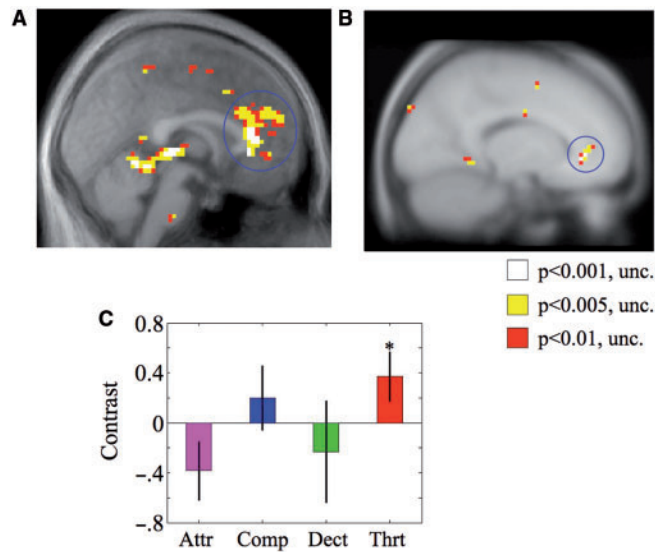 A
B
p<0.001, unc.
p<0.005, unc.
p<0.01, unc.
C
0.8
0.4
0
-.4
-.8
Contrast
*
Attr Comp Dect Thrt